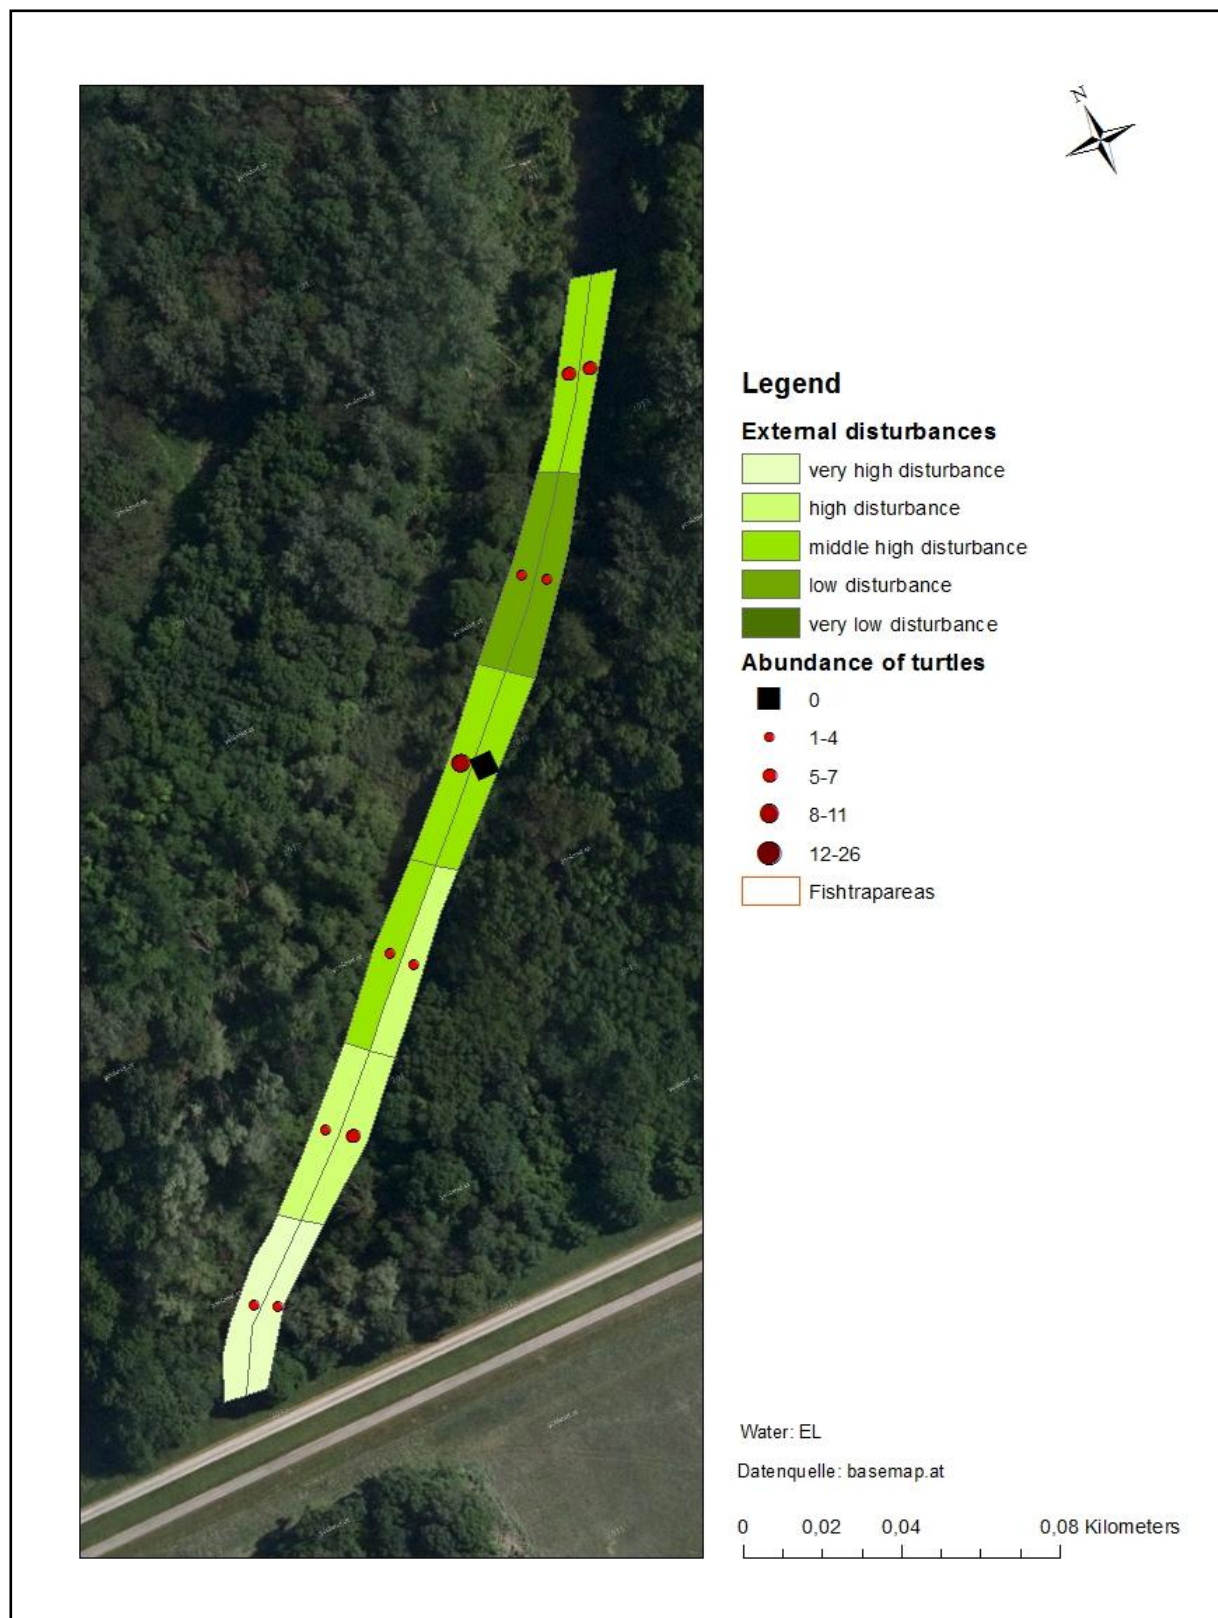 N
Legend
External disturbances
very high disturbance
high disturbance
middle high disturbance
low disturbance
very low disturbance
Abundance of turtles
0
1-4
5-7
8-11
12-26
Fishtrapareas
Water: EL
Datenquelle: basemap.at
0 0,02 0,04 0,08 Kilometers